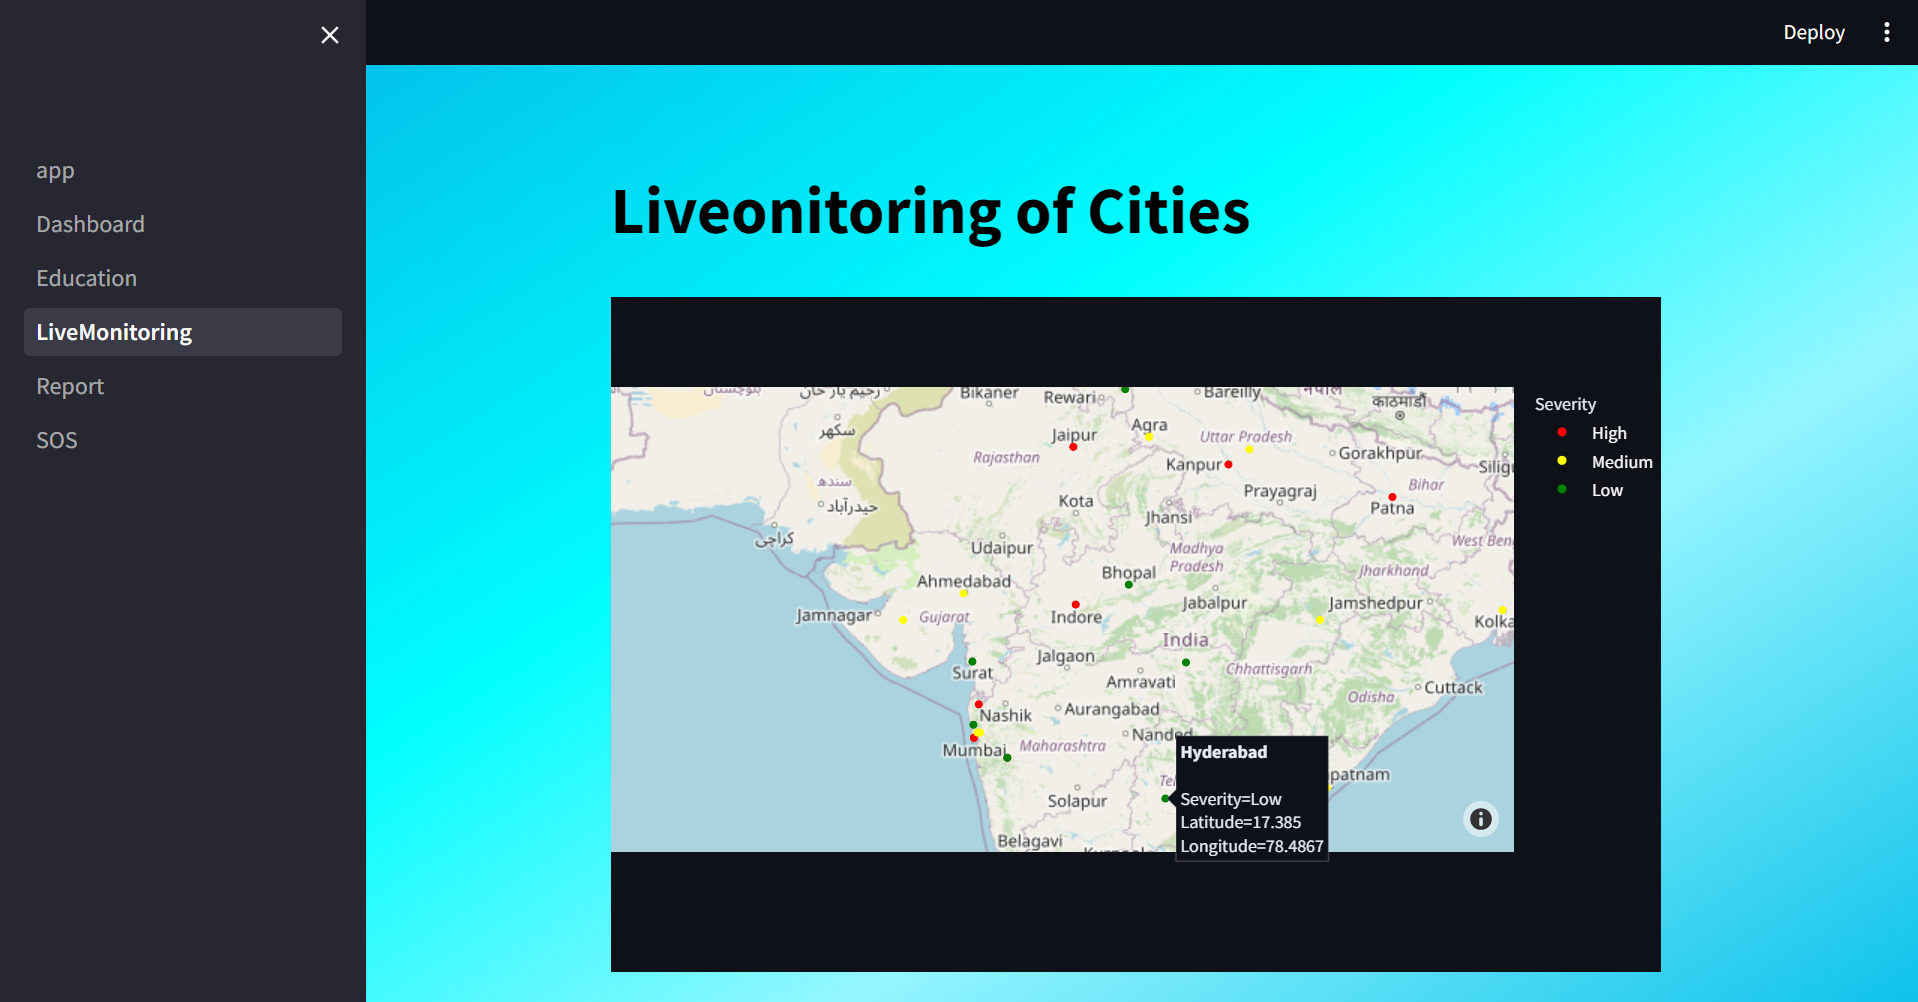 Deploy
app
Dashboard
Education
LiveMonitoring
Report
SOS
Liveonitoring of Cities
Bikaner
Rewari
Bareilly
काठमाडौं
سکھر
Jaipur
Agra
Uttar Pradesh
Rajasthan
Kanpur
Gorakhpur
سندھ
Siligu
حیدرآباد
Kota
Prayagraj
Bihar
Jhansi
Patna
کراچی
Udaipur
Madhya
Pradesh
West Ben
Ahmedabad
Bhopal
Jharkhand
Jamnagar
Gujarat
Indore
Jabalpur
Jamshedpur
Kolka
India
Surat
Jalgaon
Amravati
Chhattisgarh
Odisha
Cuttack
Nashik
Aurangabad
Mumbai
Maharashtra
Nanded
patnam
Tel
Solapur
Belagavi
Hyderabad
Severity=Low
Latitude=17.385
Longitude=78.4867
Severity
High
Medium
Low